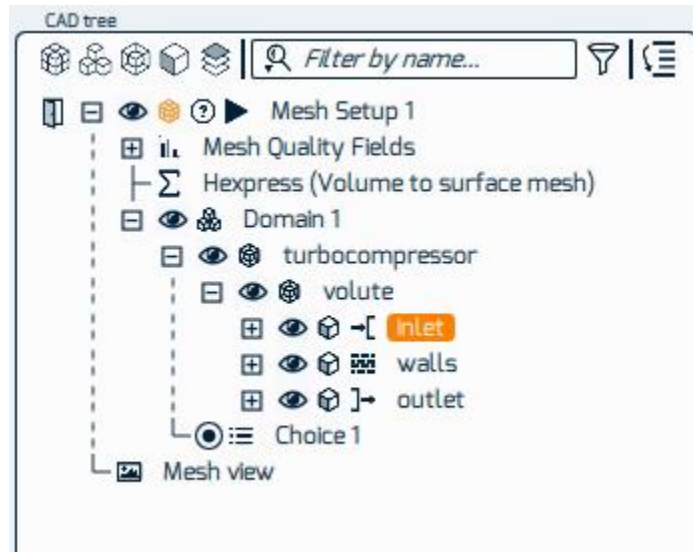 CAD tree
Filter by name...
Mesh Setup 1
Mesh Quality Fields
Hexpress (Volume to surface mesh)
Domain 1
turbocompressor
volute
inlet
walls
outlet
Choice 1
Mesh view